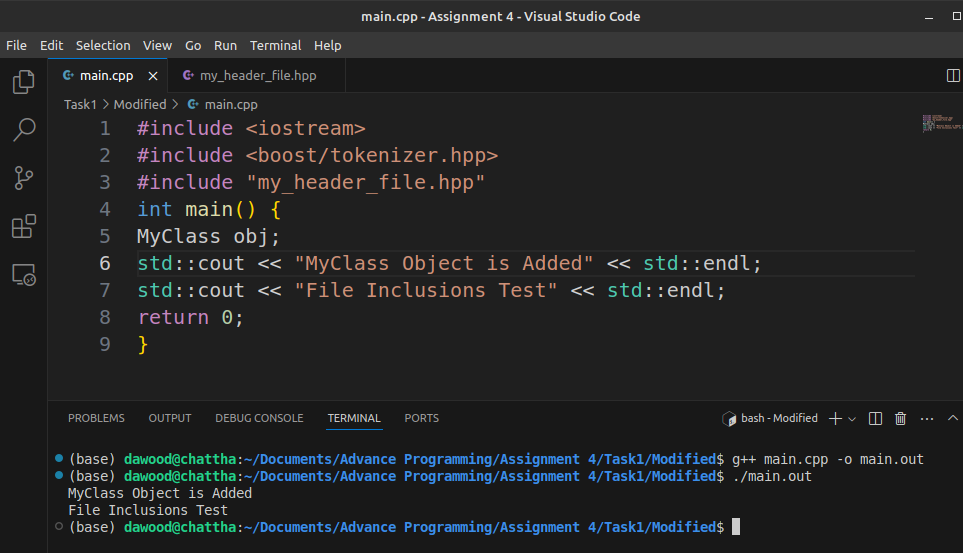 main.cpp - Assignment 4 - Visual Studio Code
File Edit Selection View Go Run Terminal Help
main.cpp my_header_file.hpp
Task1 > Modified > main.cpp
1 #include <iostream>
2 #include <boost/tokenizer.hpp>
3 #include "my_header_file.hpp"
4 int main() {
5 MyClass obj;
6 std::cout << "MyClass Object is Added" << std::endl;
7 std::cout << "File Inclusions Test" << std::endl;
8 return 0;
9 }
PROBLEMS OUTPUT DEBUG CONSOLE TERMINAL PORTS bash - Modified
(base) dawood@chattha:~/Documents/Advance Programming/Assignment 4/Task1/Modified$ g++ main.cpp -o main.out
(base) dawood@chattha:~/Documents/Advance Programming/Assignment 4/Task1/Modified$ ./main.out
MyClass Object is Added
File Inclusions Test
(base) dawood@chattha:~/Documents/Advance Programming/Assignment 4/Task1/Modified$